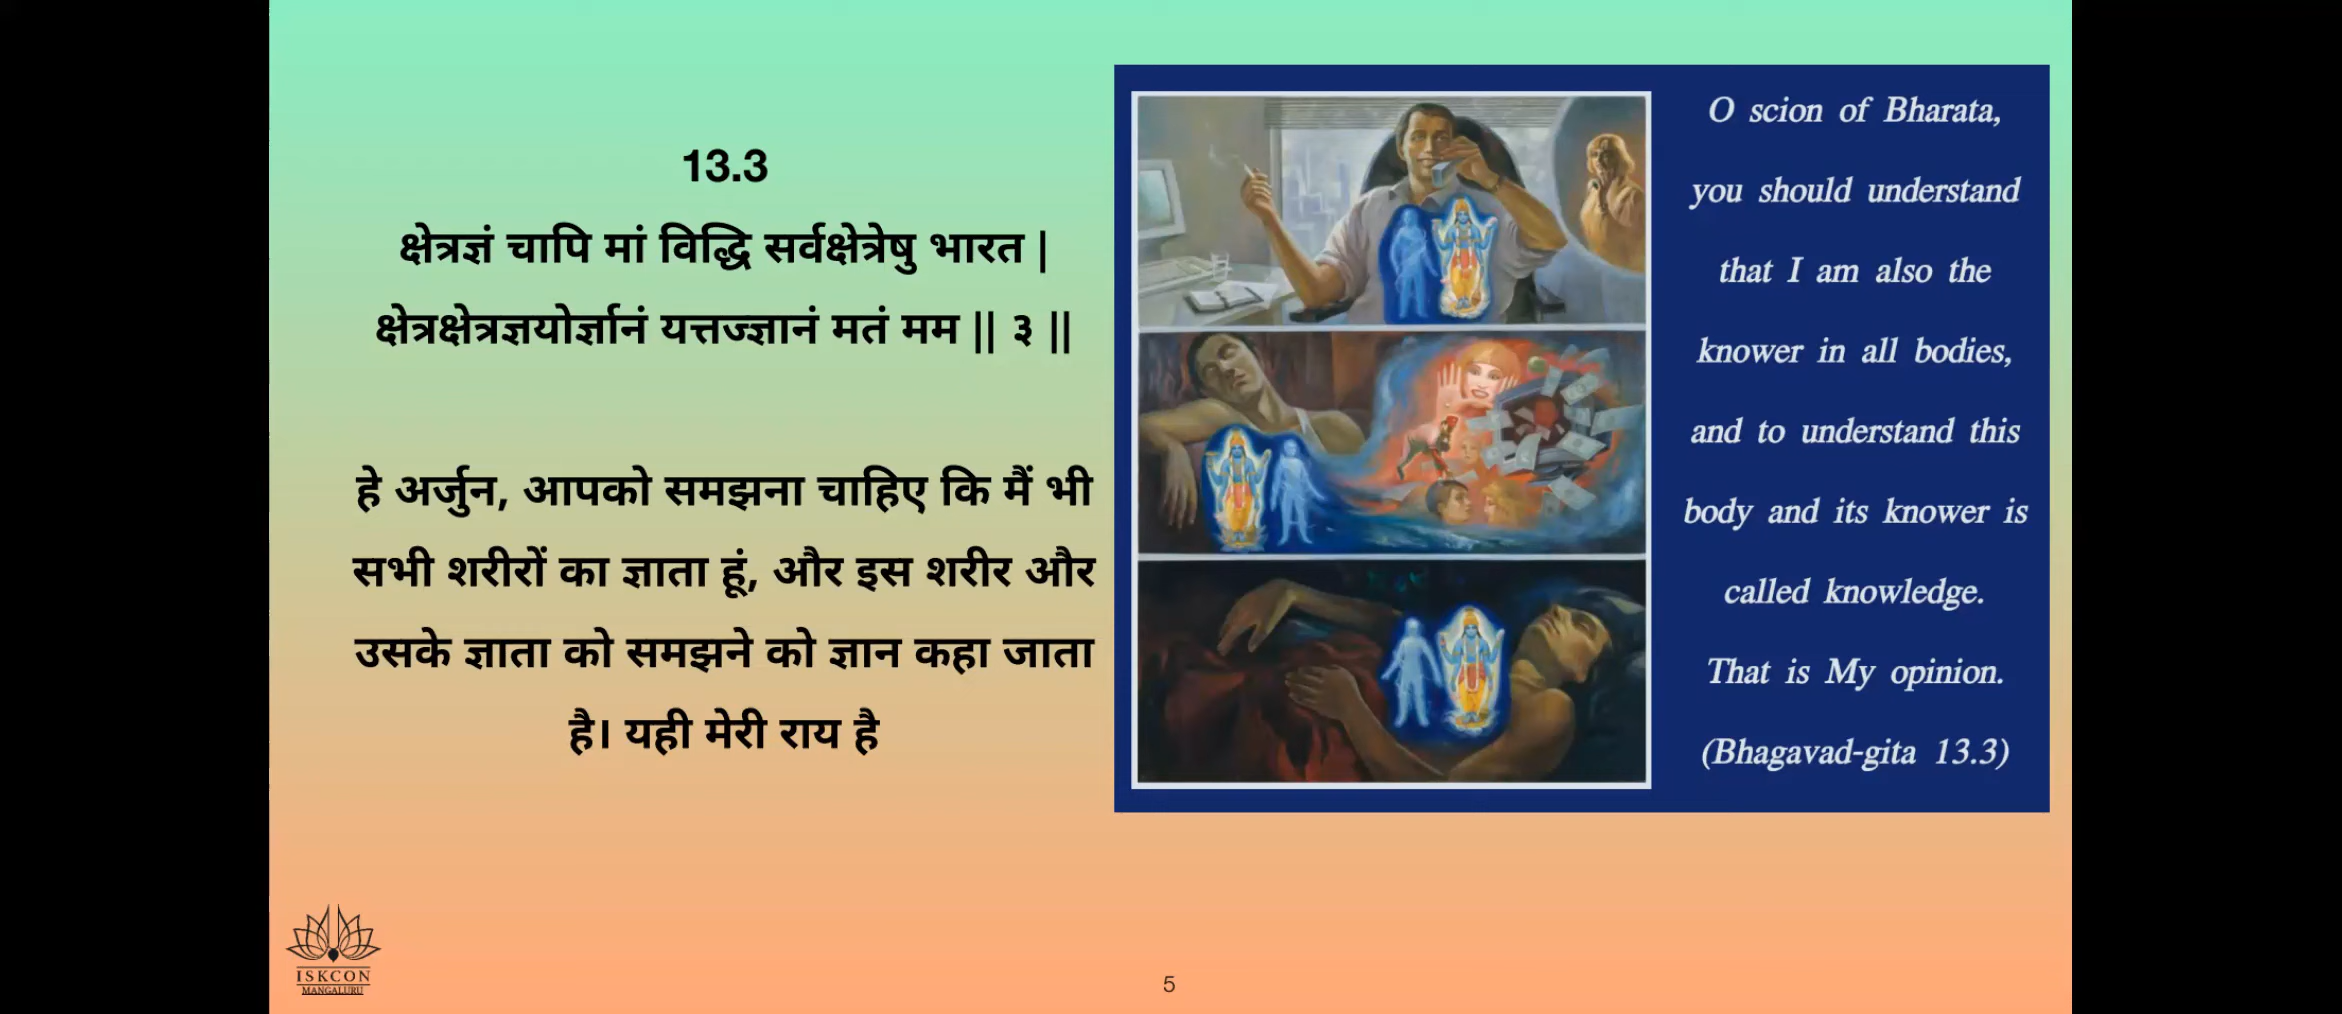 13.3
क्षेत्रज्ञं चापि मां विद्धि सर्वक्षेत्रेषु भारत |
क्षेत्रक्षेत्रज्ञयोर्ज्ञानं यत्तज्ज्ञानं मतं मम || ३ ||
हे अर्जुन, आपको समझना चाहिए कि मैं भी
सभी शरीरों का ज्ञाता हूं, और इस शरीर और
उसके ज्ञाता को समझने को ज्ञान कहा जाता
है। यही मेरी राय है
O scion of Bharata,
you should understand
that I am also the
knower in all bodies,
and to understand this
body and its knower is
called knowledge.
That is My opinion.
(Bhagavad-gita 13.3)
ISKCON
MANGALURU
5